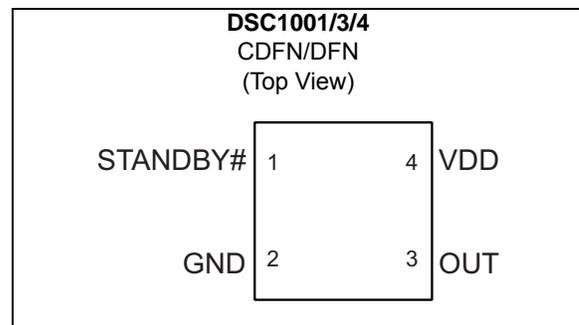 DSC1001/3/4
CDFN/DFN
(Top View)
STANDBY# 1 4 VDD
GND 2 3 OUT